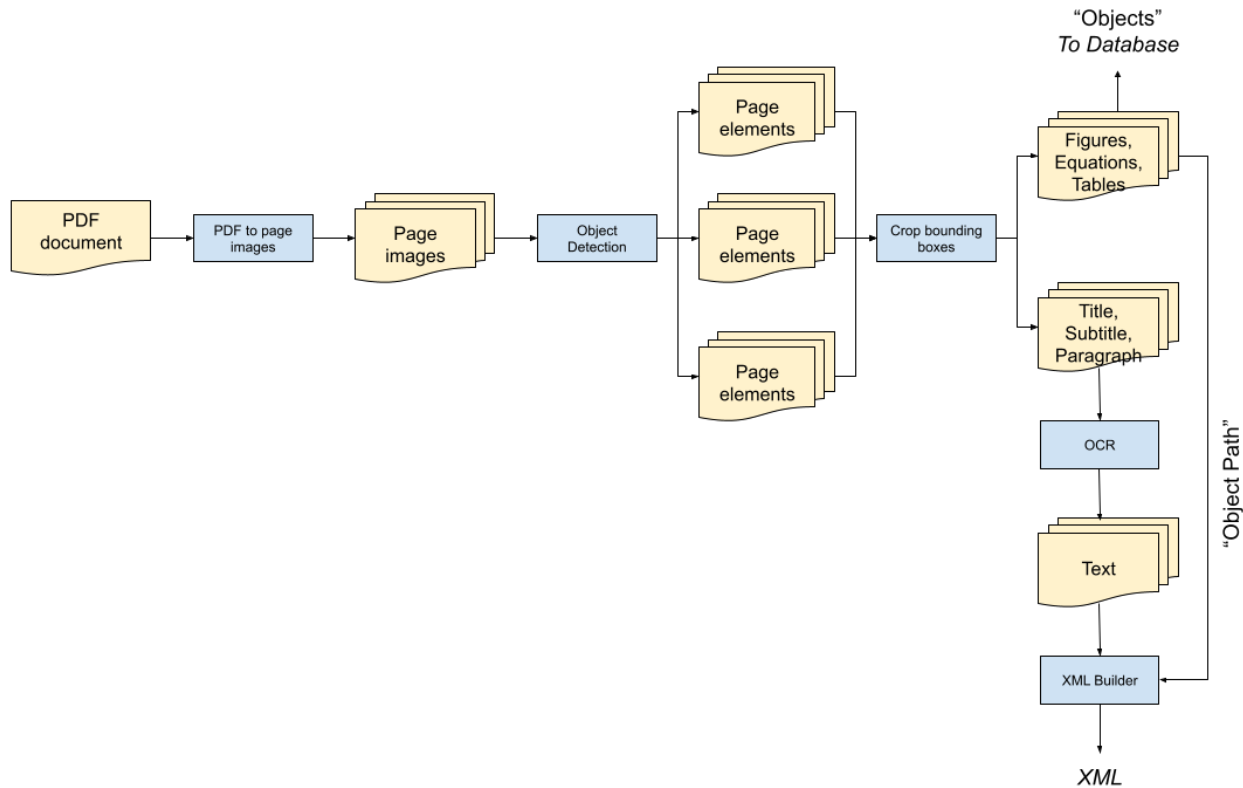 “Objects”
To Database
Page
elements
Figures,
Equations,
Tables
PDF
document
PDF to page
images
Page
images
Object
Detection
Page
elements
Crop bounding
boxes
Title,
Subtitle,
Paragraph
Page
elements
OCR
“Object Path”
Text
XML Builder
XML